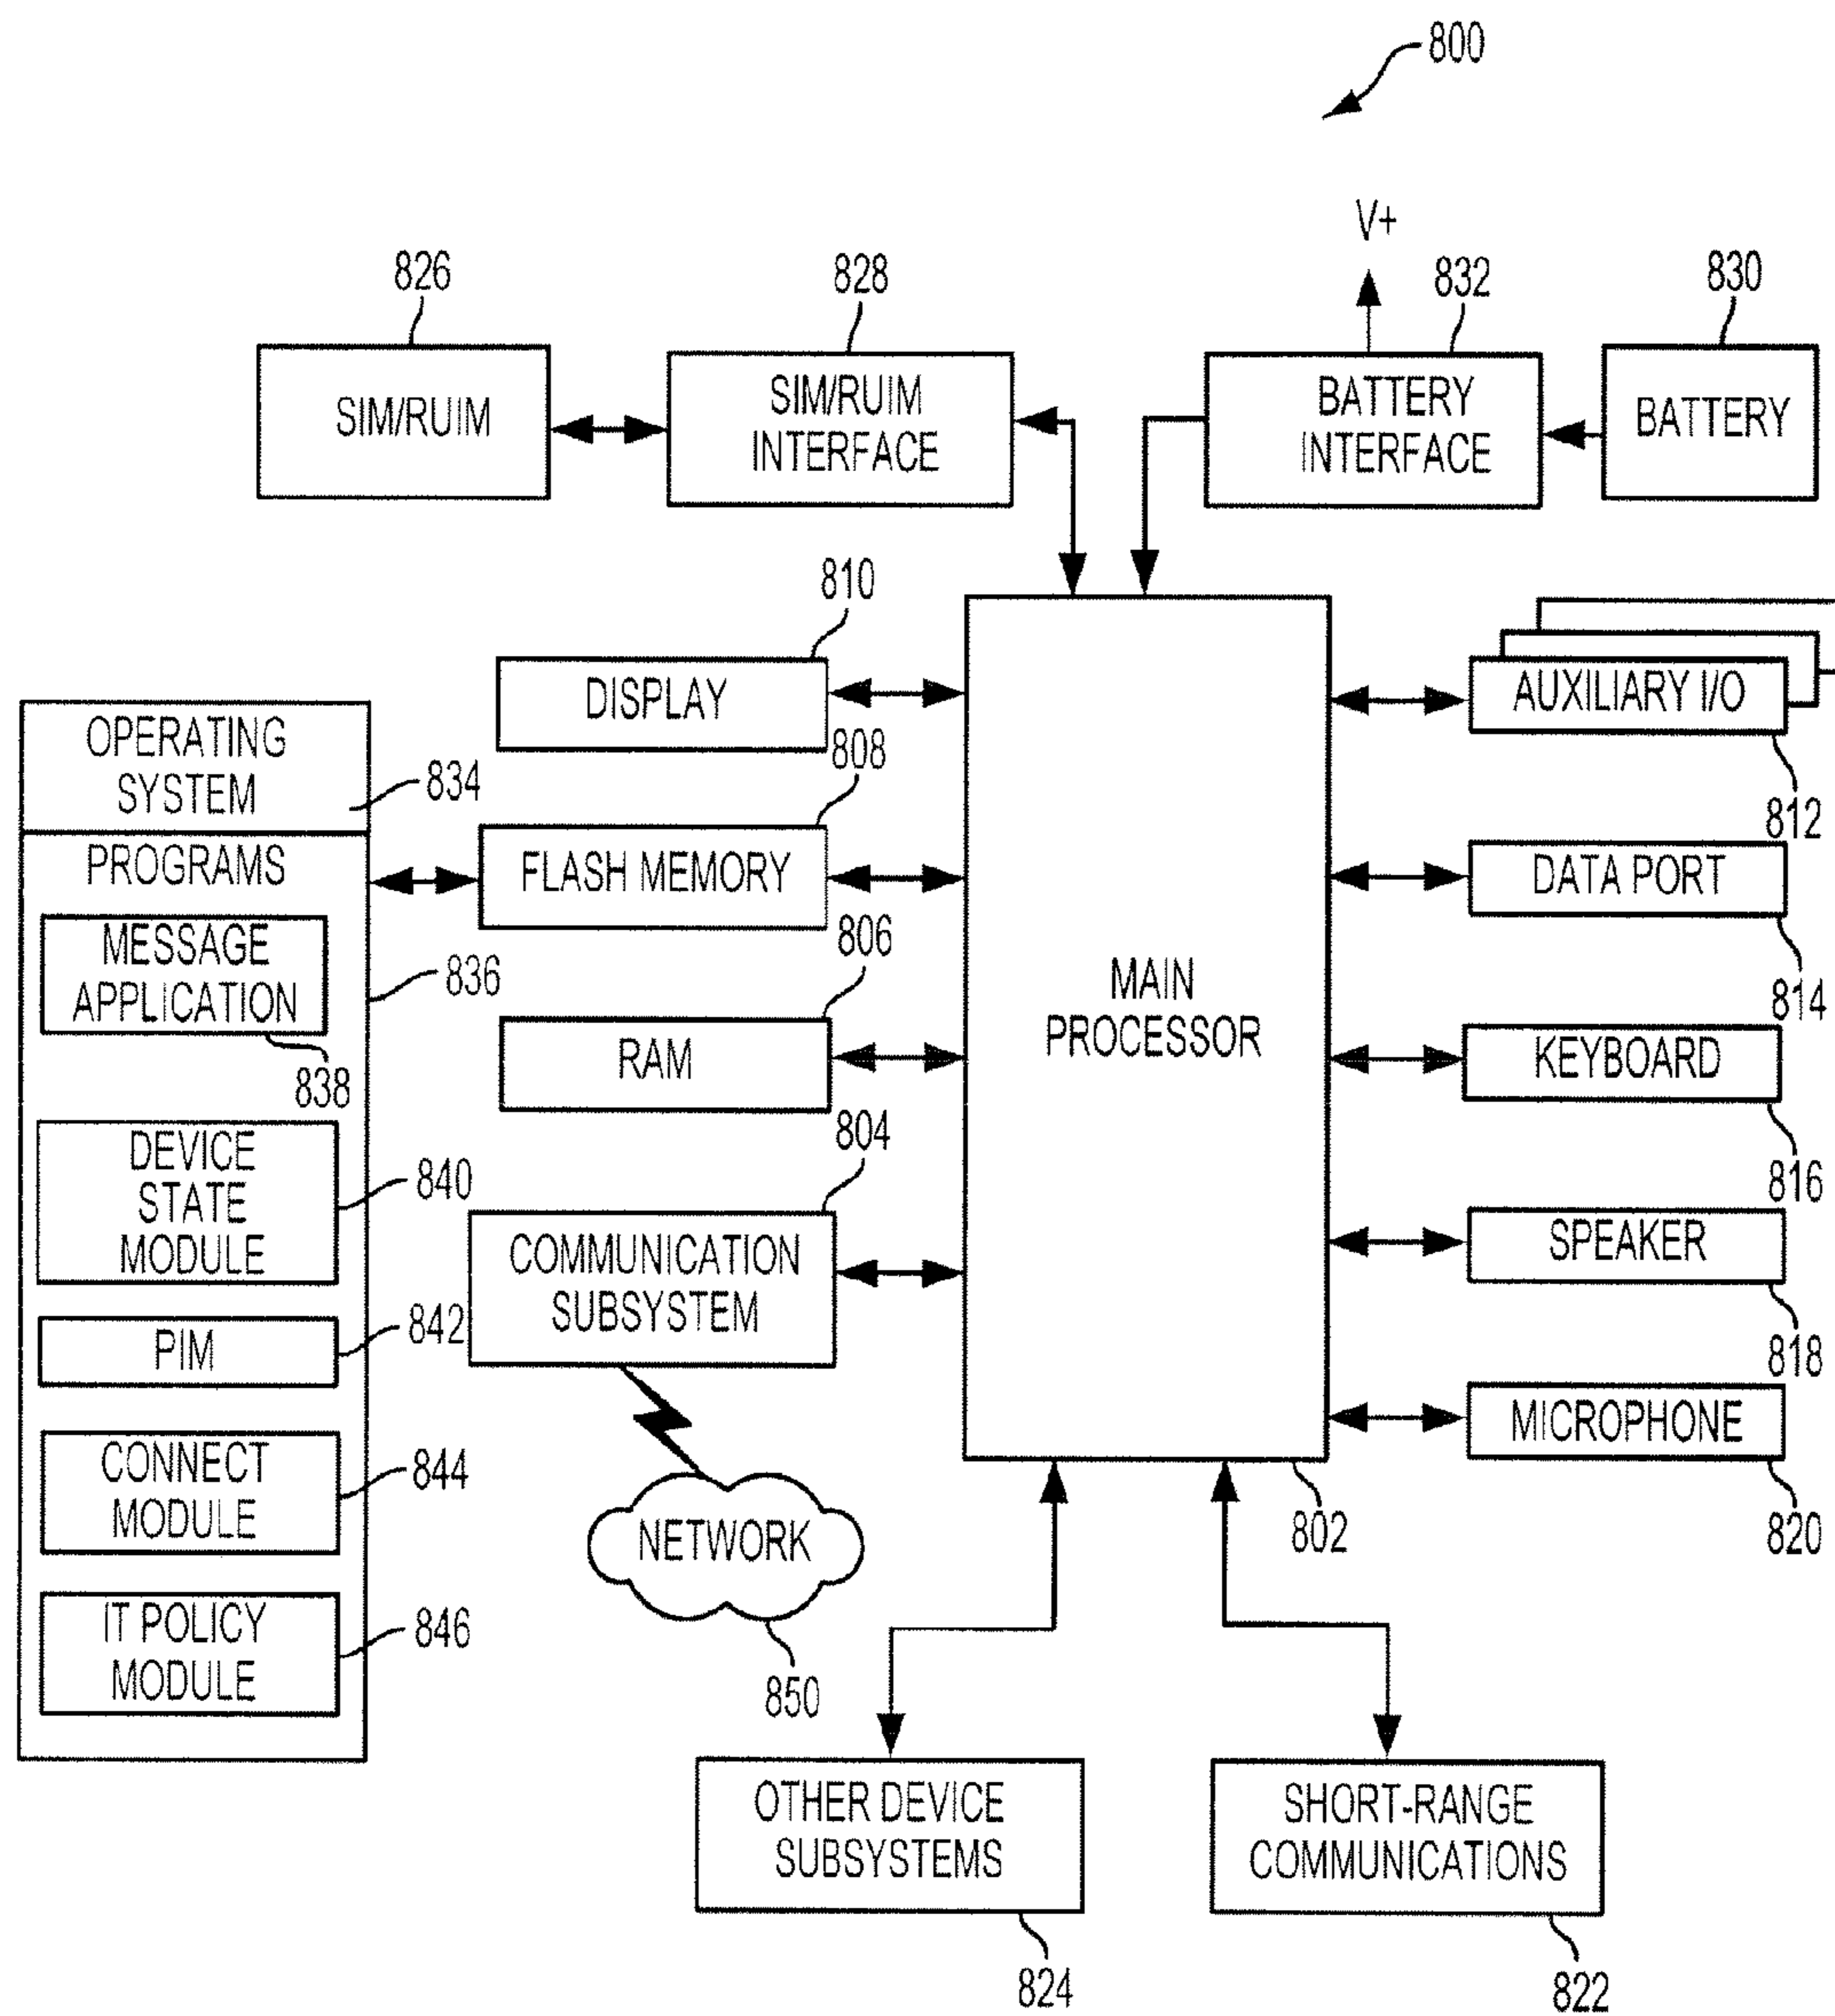 800
V+
826
828
832
830
SIM/RUIM
SIM/RUIM
INTERFACE
BATTERY
INTERFACE
BATTERY
810
DISPLAY
AUXILIARY I/O
812
OPERATING
SYSTEM
834
808
PROGRAMS
FLASH MEMORY
DATA PORT
814
MESSAGE
APPLICATION
838
836
806
RAM
MAIN
PROCESSOR
802
KEYBOARD
816
DEVICE
STATE
MODULE
840
804
COMMUNICATION
SUBSYSTEM
SPEAKER
818
PIM
842
MICROPHONE
820
CONNECT
MODULE
844
NETWORK
850
IT POLICY
MODULE
846
OTHER DEVICE
SUBSYSTEMS
824
SHORT-RANGE
COMMUNICATIONS
822